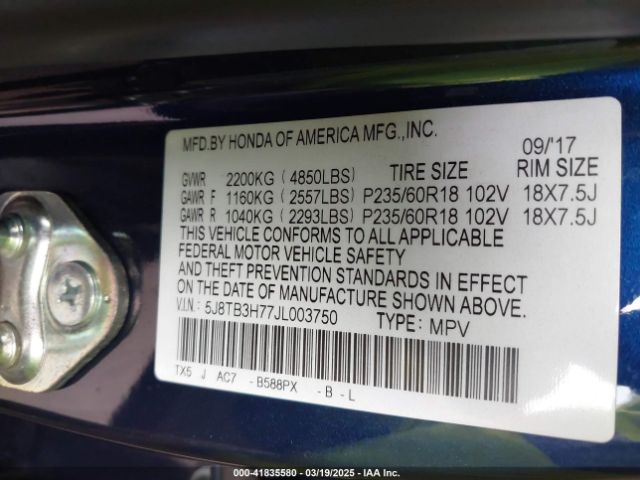 MFD.BY HONDA OF AMERICA MFG.,INC. 09/'17
GVWR 2200KG (4850LBS) TIRE SIZE RIM SIZE
GAWR F 1160KG (2557LBS) P235/60R18 102V 18X7.5J
GAWR R 1040KG (2293LBS) P235/60R18 102V 18X7.5J
THIS VEHICLE CONFORMS TO ALL APPLICABLE
FEDERAL MOTOR VEHICLE SAFETY
AND THEFT PREVENTION STANDARDS IN EFFECT
ON THE DATE OF MANUFACTURE SHOWN ABOVE.
V.I.N.: 5J8TB3H77JL003750 TYPE: MPV
TX5 J AC7 - B588PX - B - L
000-41835580 - 03/19/2025 - IAA Inc.